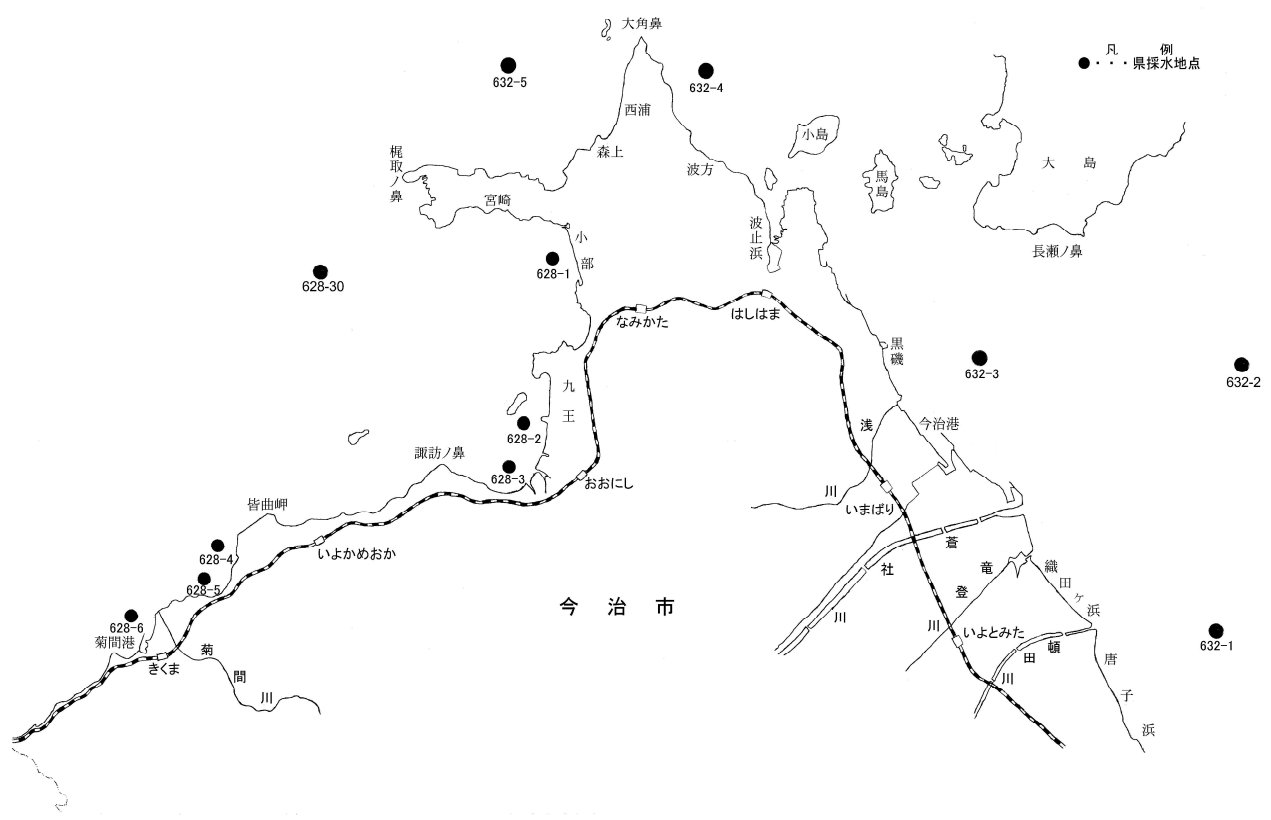 大角鼻
凡例
●・・・県採水地点
632-5
632-4
西浦
小島
森上
波方
大島
馬島
梶取ノ鼻
宮崎
波止浜
小部
長瀬ノ鼻
628-1
628-30
なみかた
はしはま
黒磯
632-3
632-2
九王
浅川
今治港
628-2
諏訪ノ鼻
628-3
おおにし
皆曲岬
いまばり
蒼社川
628-4
いよかめおか
628-5
竜登川
織田ヶ浜
今治市
628-6
菊間港
きくま
菊間川
いよとみた
頓田川
632-1
唐子浜